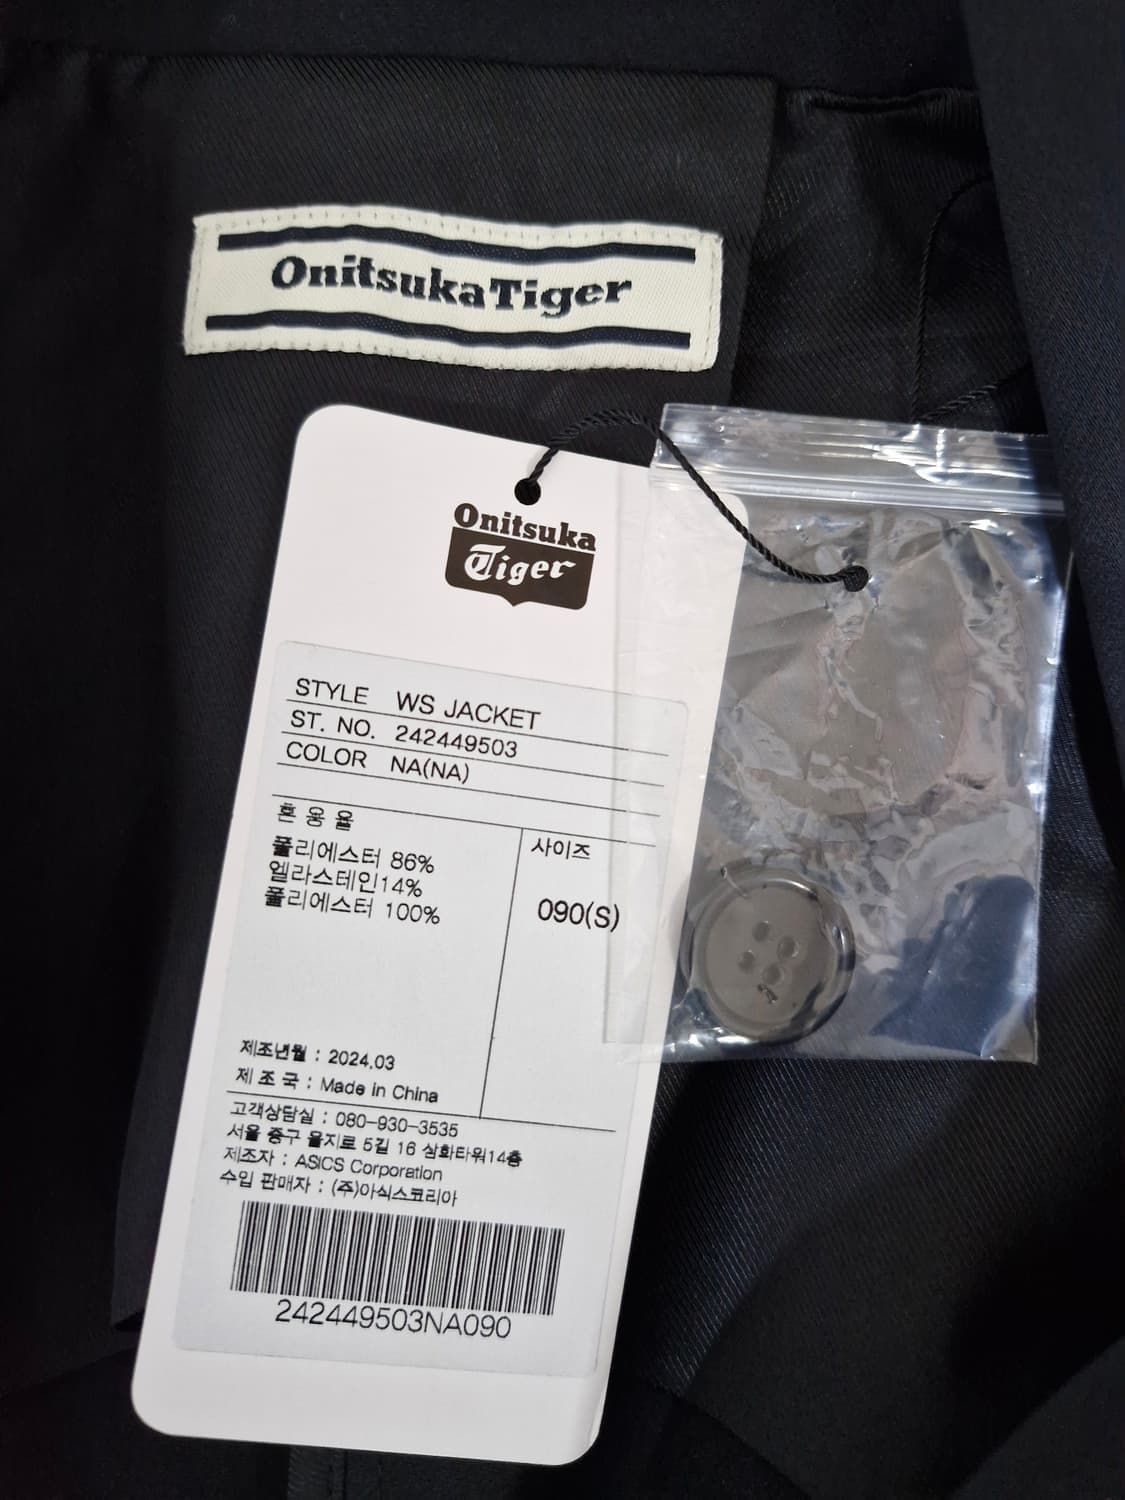 OnitsukaTiger
Onitsuka
Tiger
STYLE WS JACKET
ST. NO. 242449503
COLOR NA(NA)
혼 용 율
사이즈
폴리에스터 86%
엘라스테인14%
폴리에스터 100%
090(S)
제조년월 : 2024.03
제 조 국 : Made in China
고객상담실 : 080-930-3535
서울 중구 을지로 5길 16 삼화타워14층
제조자 : ASICS Corporation
수입 판매자 : (주)아식스코리아
242449503NA090